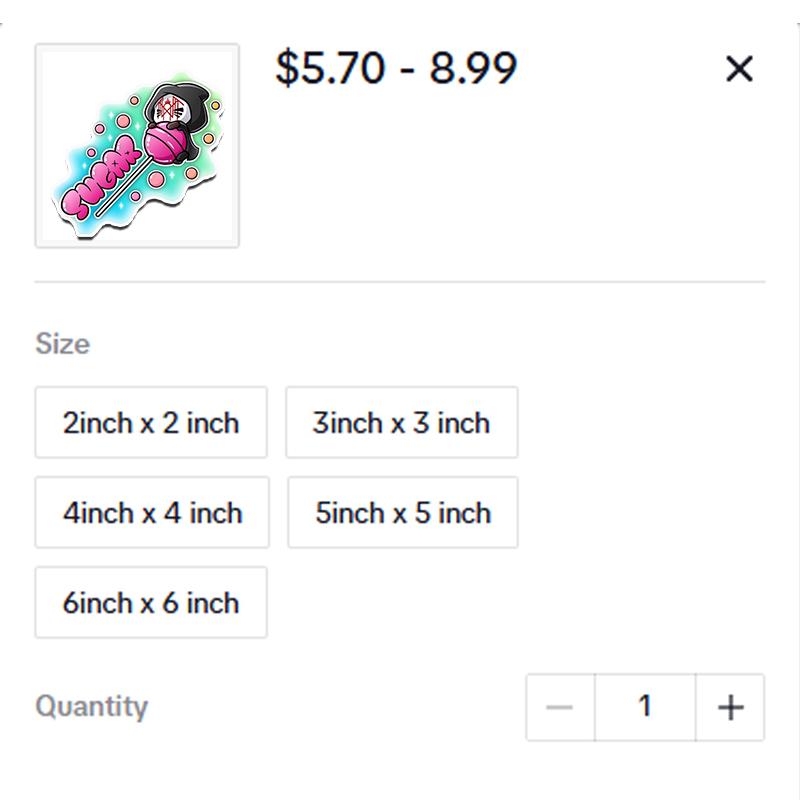 $5.70 - 8.99
SUGAR
Size
2inch x 2 inch
3inch x 3 inch
4inch x 4 inch
5inch x 5 inch
6inch x 6 inch
Quantity
1